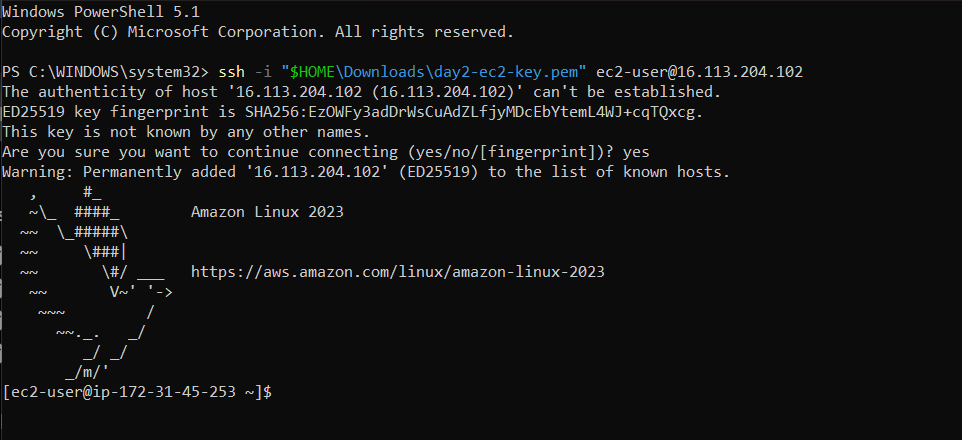 Windows PowerShell 5.1
Copyright (C) Microsoft Corporation. All rights reserved.

PS C:\WINDOWS\system32> ssh -i "$HOME\Downloads\day2-ec2-key.pem" ec2-user@16.113.204.102
The authenticity of host '16.113.204.102 (16.113.204.102)' can't be established.
ED25519 key fingerprint is SHA256:EzOWFy3adDrWsCuAdZLfjyMDcEbYtemL4WJ+cqTQxcg.
This key is not known by any other names.
Are you sure you want to continue connecting (yes/no/[fingerprint])? yes
Warning: Permanently added '16.113.204.102' (ED25519) to the list of known hosts.
   ,     #_
   ~\_  ####_        Amazon Linux 2023
  ~~  \_#####\
  ~~     \###|
  ~~       \#/ ___   https://aws.amazon.com/linux/amazon-linux-2023
   ~~       V~' '->
    ~~~         /
      ~~._.   _/
         _/ _/
       _/m/'
[ec2-user@ip-172-31-45-253 ~]$